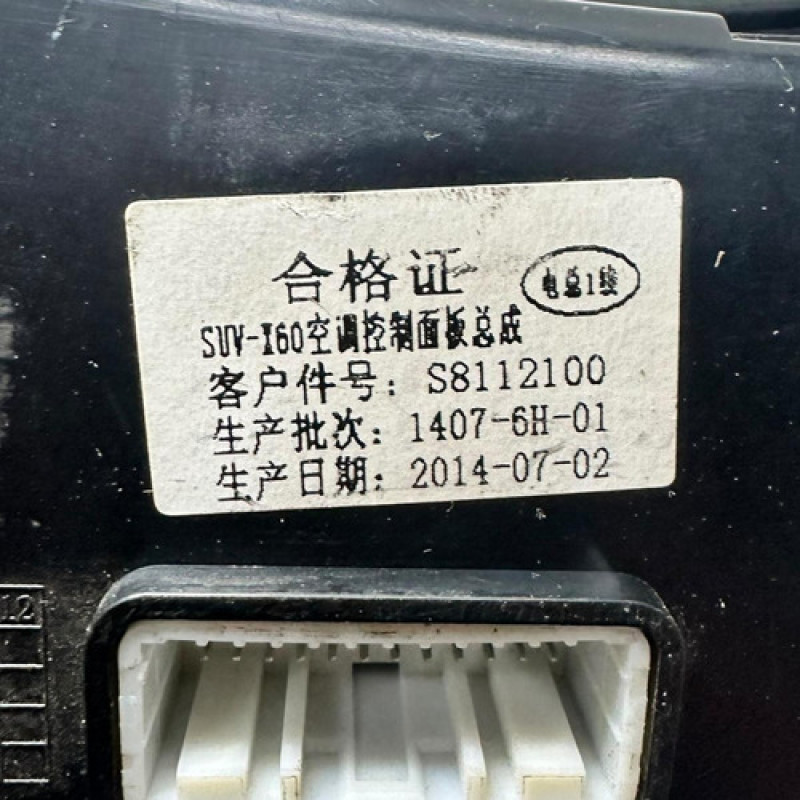 合格证
电总1线
SUV-X60空调控制面板总成
客户件号: S8112100
生产批次: 1407-6H-01
生产日期: 2014-07-02
12